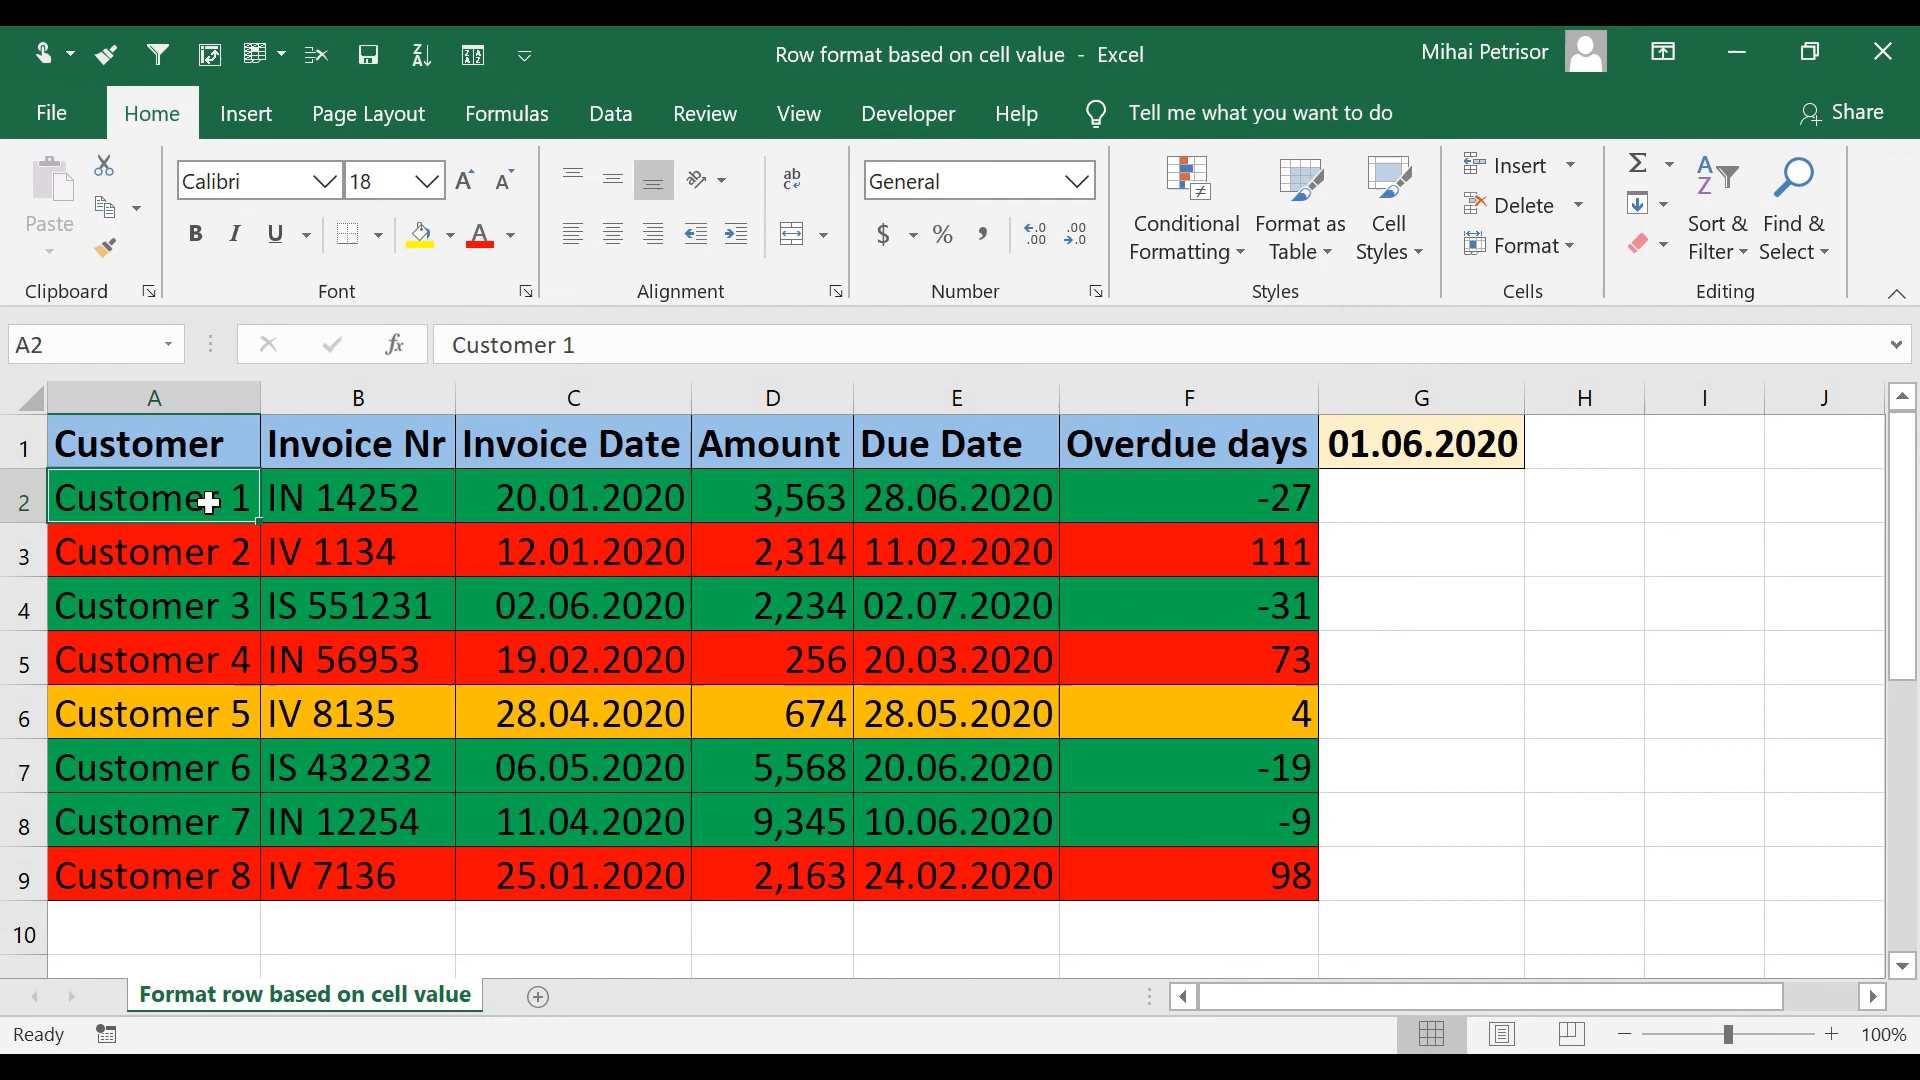 Row format based on cell value - Excel
Mihai Petrisor
File Home Insert Page Layout Formulas Data Review View Developer Help Tell me what you want to do Share
Paste
Clipboard
Calibri 18
B I U A
Font
ab
Alignment
General
$ % , .00 .0
Number
Conditional Formatting
Format as Table
Cell Styles
Styles
Insert
Delete
Format
Cells
Σ
Sort & Filter
Find & Select
Editing
A2 fx Customer 1
A B C D E F G H I J
1 Customer Invoice Nr Invoice Date Amount Due Date Overdue days 01.06.2020
2 Customer 1 IN 14252 20.01.2020 3,563 28.06.2020 -27
3 Customer 2 IV 1134 12.01.2020 2,314 11.02.2020 111
4 Customer 3 IS 551231 02.06.2020 2,234 02.07.2020 -31
5 Customer 4 IN 56953 19.02.2020 256 20.03.2020 73
6 Customer 5 IV 8135 28.04.2020 674 28.05.2020 4
7 Customer 6 IS 432232 06.05.2020 5,568 20.06.2020 -19
8 Customer 7 IN 12254 11.04.2020 9,345 10.06.2020 -9
9 Customer 8 IV 7136 25.01.2020 2,163 24.02.2020 98
10
Format row based on cell value
Ready 100%